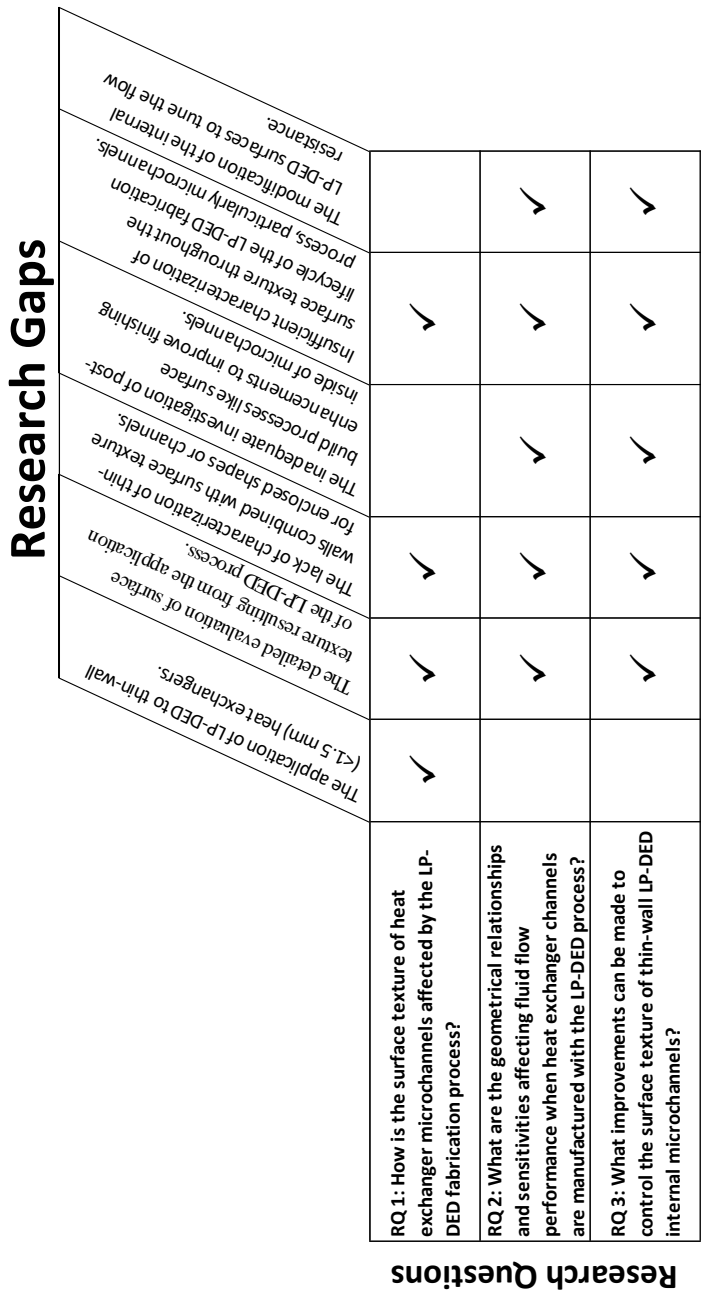 Research Gaps
The application of LP-DED to thin-wall
(<1.5 mm) heat exchangers.
The detailed evaluation of surface
texture resulting from the application
of the LP-DED process.
The lack of characterization of thin-
walls combined with surface texture
for enclosed shapes or channels.
The inadequate investigation of post-
build processes like surface
enhancements to improve finishing
inside of microchannels.
Insufficient characterization of
surface texture throughout the
lifecycle of the LP-DED fabrication
process, particularly microchannels.
The modification of the internal
LP-DED surfaces to tune the flow
resistance.
Research Questions
RQ 1: How is the surface texture of heat
exchanger microchannels affected by the LP-
DED fabrication process?
RQ 2: What are the geometrical relationships
and sensitivities affecting fluid flow
performance when heat exchanger channels
are manufactured with the LP-DED process?
RQ 3: What improvements can be made to
control the surface texture of thin-wall LP-DED
internal microchannels?